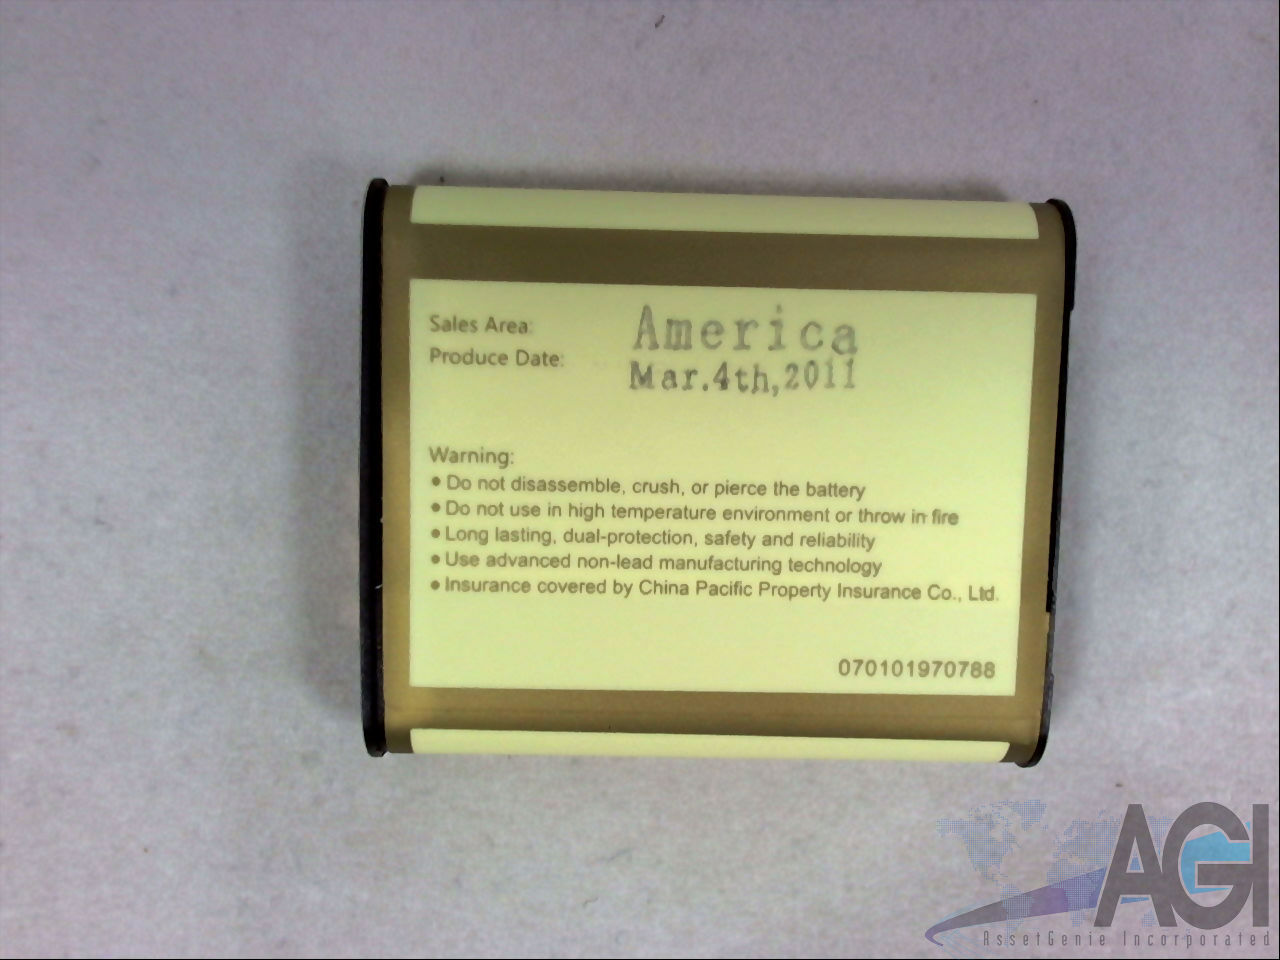 Sales Area: America
Produce Date: Mar.4th,2011
Warning:
• Do not disassemble, crush, or pierce the battery
• Do not use in high temperature environment or throw in fire
• Long lasting, dual-protection, safety and reliability
• Use advanced non-lead manufacturing technology
• Insurance covered by China Pacific Property Insurance Co., Ltd.
070101970788
AGI
AssetGenie Incorporated